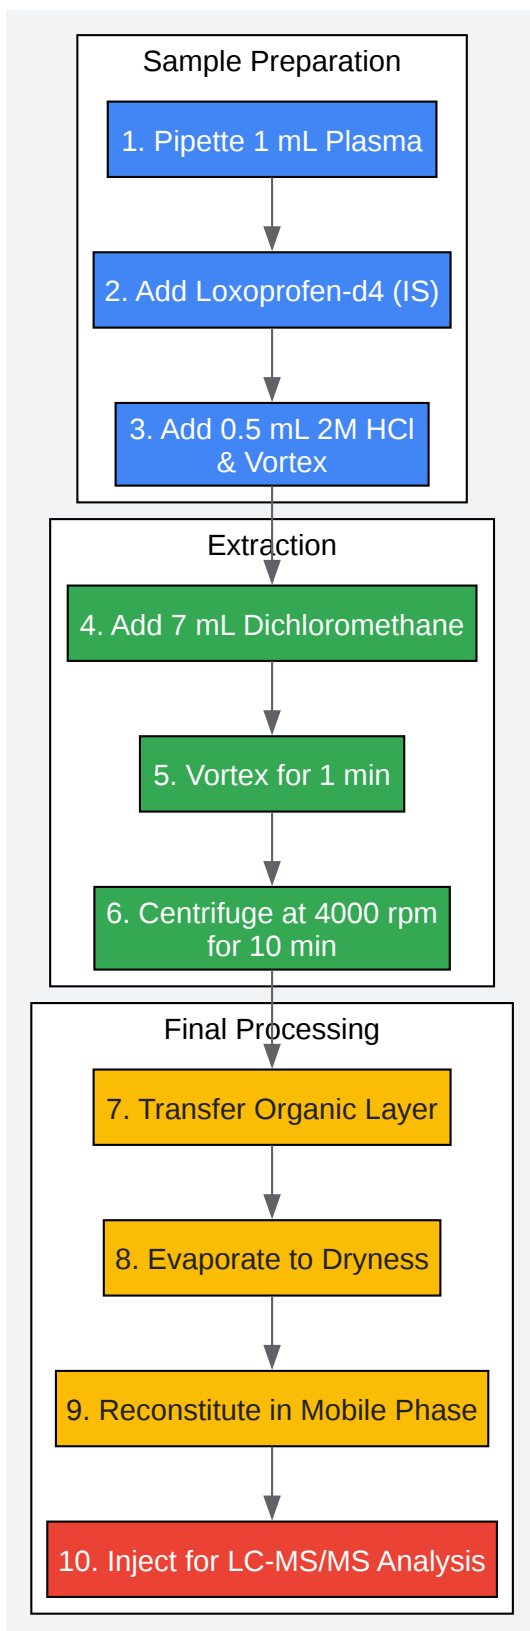 Sample Preparation
1. Pipette 1 mL Plasma
2. Add Loxoprofen-d4 (IS)
3. Add 0.5 mL 2M HCl
& Vortex
Extraction
4. Add 7 mL Dichloromethane
5. Vortex for 1 min
6. Centrifuge at 4000 rpm
for 10 min
Final Processing
7. Transfer Organic Layer
8. Evaporate to Dryness
9. Reconstitute in Mobile Phase
10. Inject for LC-MS/MS Analysis